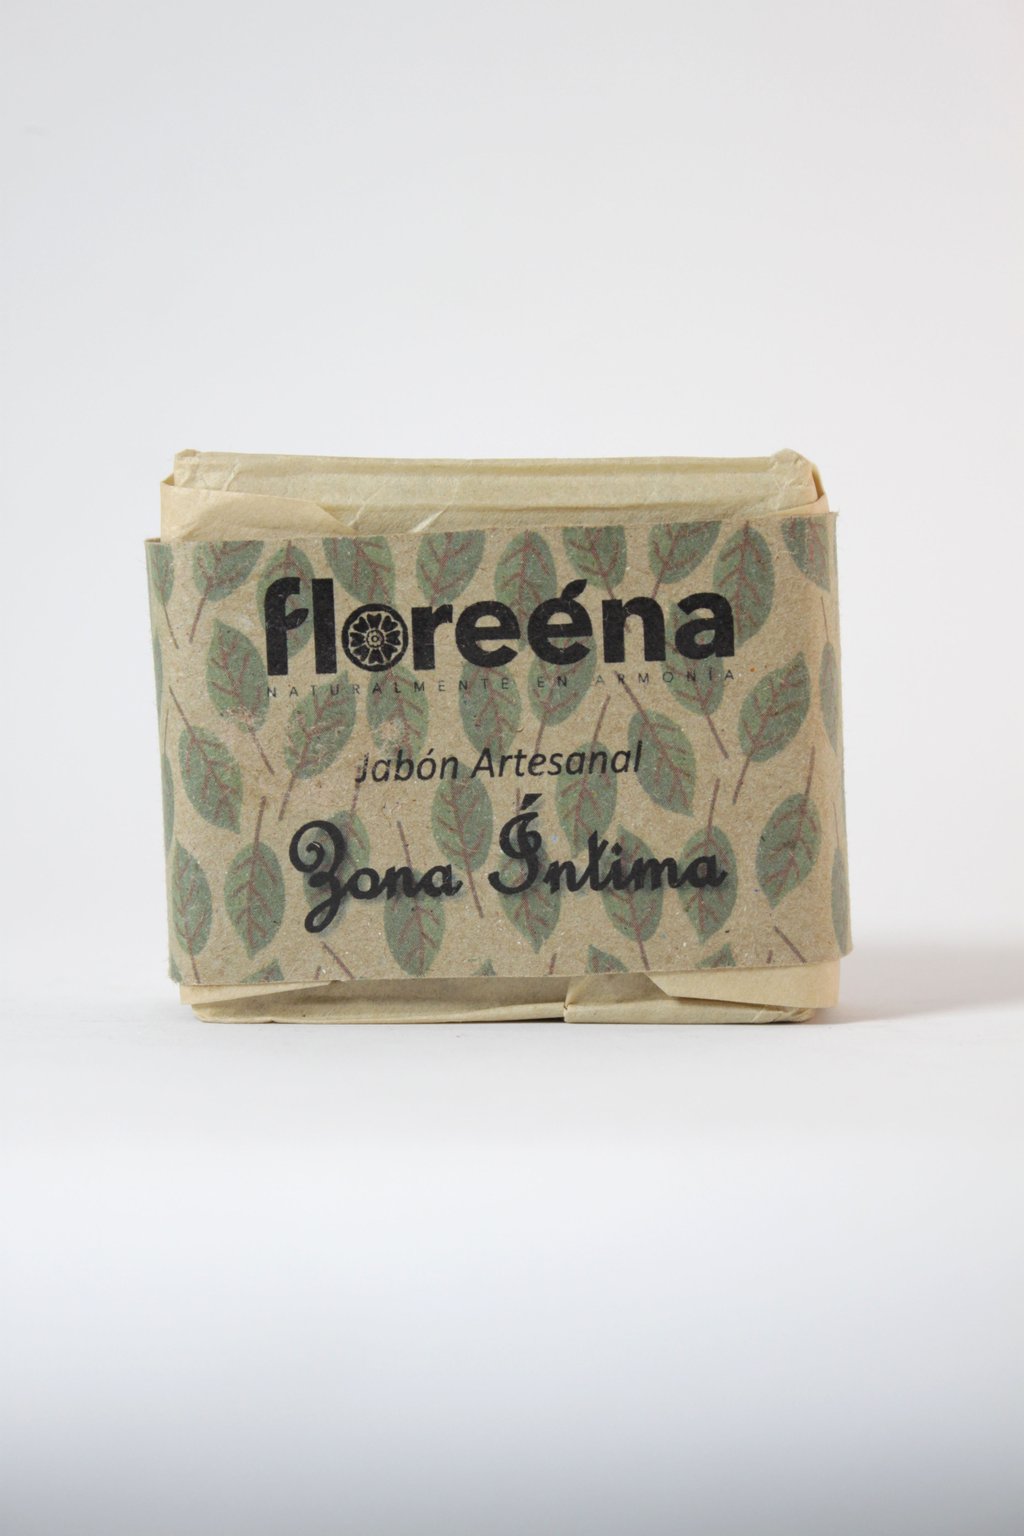 floreéna
NATURALMENTE EN ARMONÍA
Jabón Artesanal
Zona Íntima